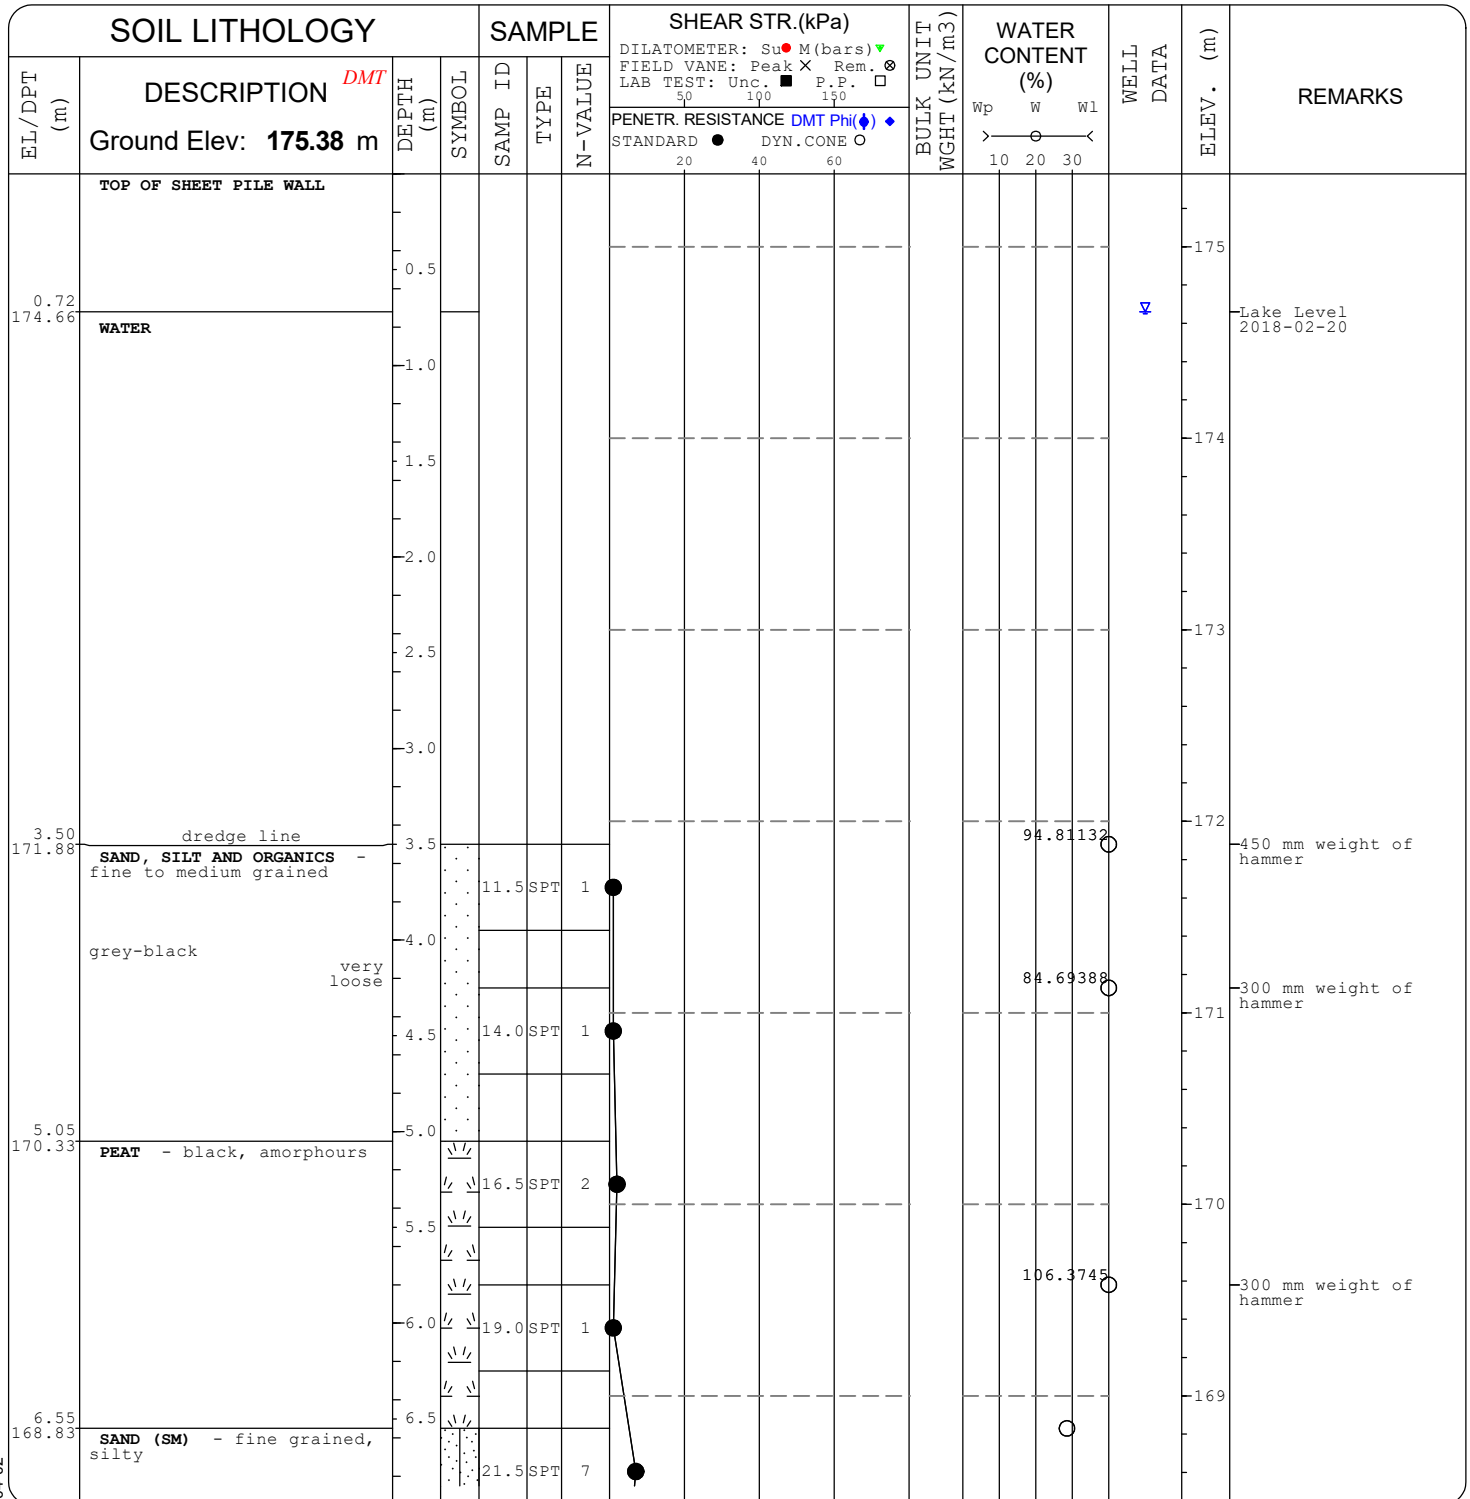 SOIL LITHOLOGY
SAMPLE
SHEAR STR.(kPa)
DILATOMETER: Su M(bars)
FIELD VANE: Peak Rem.
LAB TEST: Unc. P.P.
50 100 150
PENETR. RESISTANCE DMT Phi(ϕ)
STANDARD DYN.CONE
20 40 60
BULK UNIT
WGHT(kN/m3)
WATER
CONTENT
(%)
Wp W Wl
10 20 30
WELL
DATA
ELEV. (m)
REMARKS
EL/DPT
(m)
DESCRIPTION DMT
Ground Elev: 175.38 m
DEPTH
(m)
SYMBOL
SAMP ID
TYPE
N-VALUE
TOP OF SHEET PILE WALL
175
0.5
0.72
174.66
WATER
Lake Level
2018-02-20
1.0
174
1.5
2.0
173
2.5
3.0
172
3.50
171.88
dredge line
3.5
94.81132
450 mm weight of
hammer
SAND, SILT AND ORGANICS -
fine to medium grained
11.5 SPT 1
4.0
grey-black
very
loose
84.69388
300 mm weight of
hammer
171
4.5
14.0 SPT 1
5.0
5.05
170.33
PEAT - black, amorphours
16.5 SPT 2
170
5.5
106.3745
300 mm weight of
hammer
6.0
19.0 SPT 1
169
6.5
6.55
168.83
SAND (SM) - fine grained,
silty
21.5 SPT 7